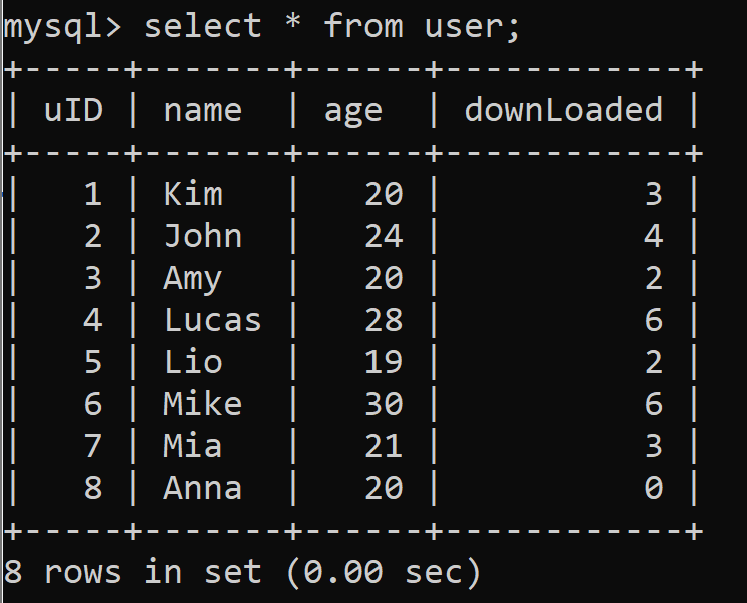 mysql> select * from user;
+-----+-------+------+------------+
| uID | name  | age  | downLoaded |
+-----+-------+------+------------+
|   1 | Kim   |   20 |          3 |
|   2 | John  |   24 |          4 |
|   3 | Amy   |   20 |          2 |
|   4 | Lucas |   28 |          6 |
|   5 | Lio   |   19 |          2 |
|   6 | Mike  |   30 |          6 |
|   7 | Mia   |   21 |          3 |
|   8 | Anna  |   20 |          0 |
+-----+-------+------+------------+
8 rows in set (0.00 sec)